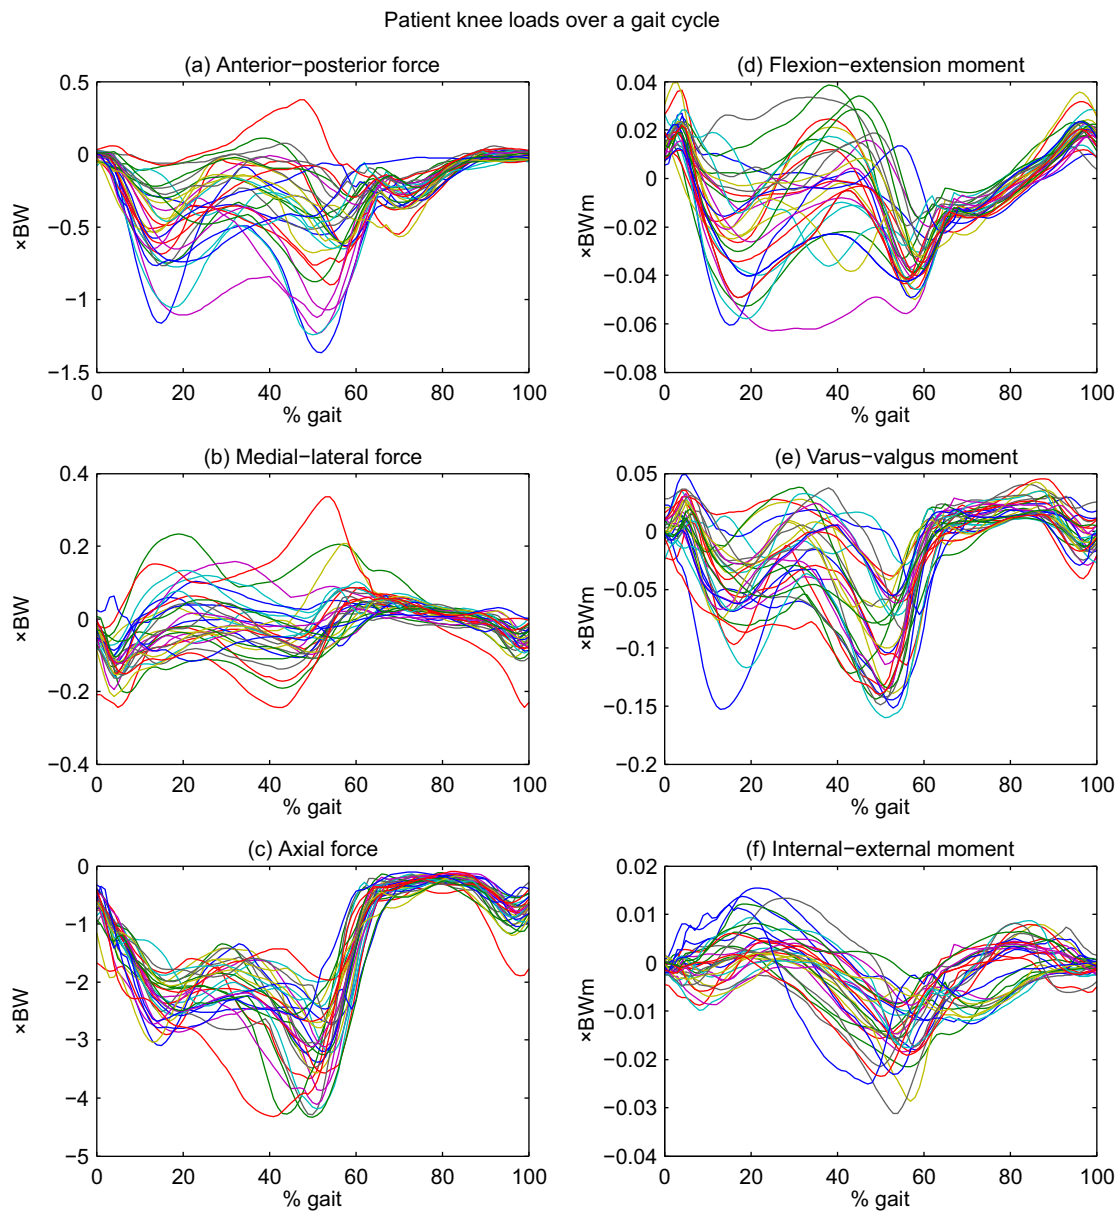 Patient knee loads over a gait cycle
(a) Anterior−posterior force
0.5
0
−0.5
−1
−1.5
×BW
0 20 40 60 80 100
% gait
(d) Flexion−extension moment
0.04
0.02
0
−0.02
−0.04
−0.06
−0.08
×BWm
0 20 40 60 80 100
% gait
(b) Medial−lateral force
0.4
0.2
0
−0.2
−0.4
×BW
0 20 40 60 80 100
% gait
(e) Varus−valgus moment
0.05
0
−0.05
−0.1
−0.15
−0.2
×BWm
0 20 40 60 80 100
% gait
(c) Axial force
0
−1
−2
−3
−4
−5
×BW
0 20 40 60 80 100
% gait
(f) Internal−external moment
0.02
0.01
0
−0.01
−0.02
−0.03
−0.04
×BWm
0 20 40 60 80 100
% gait